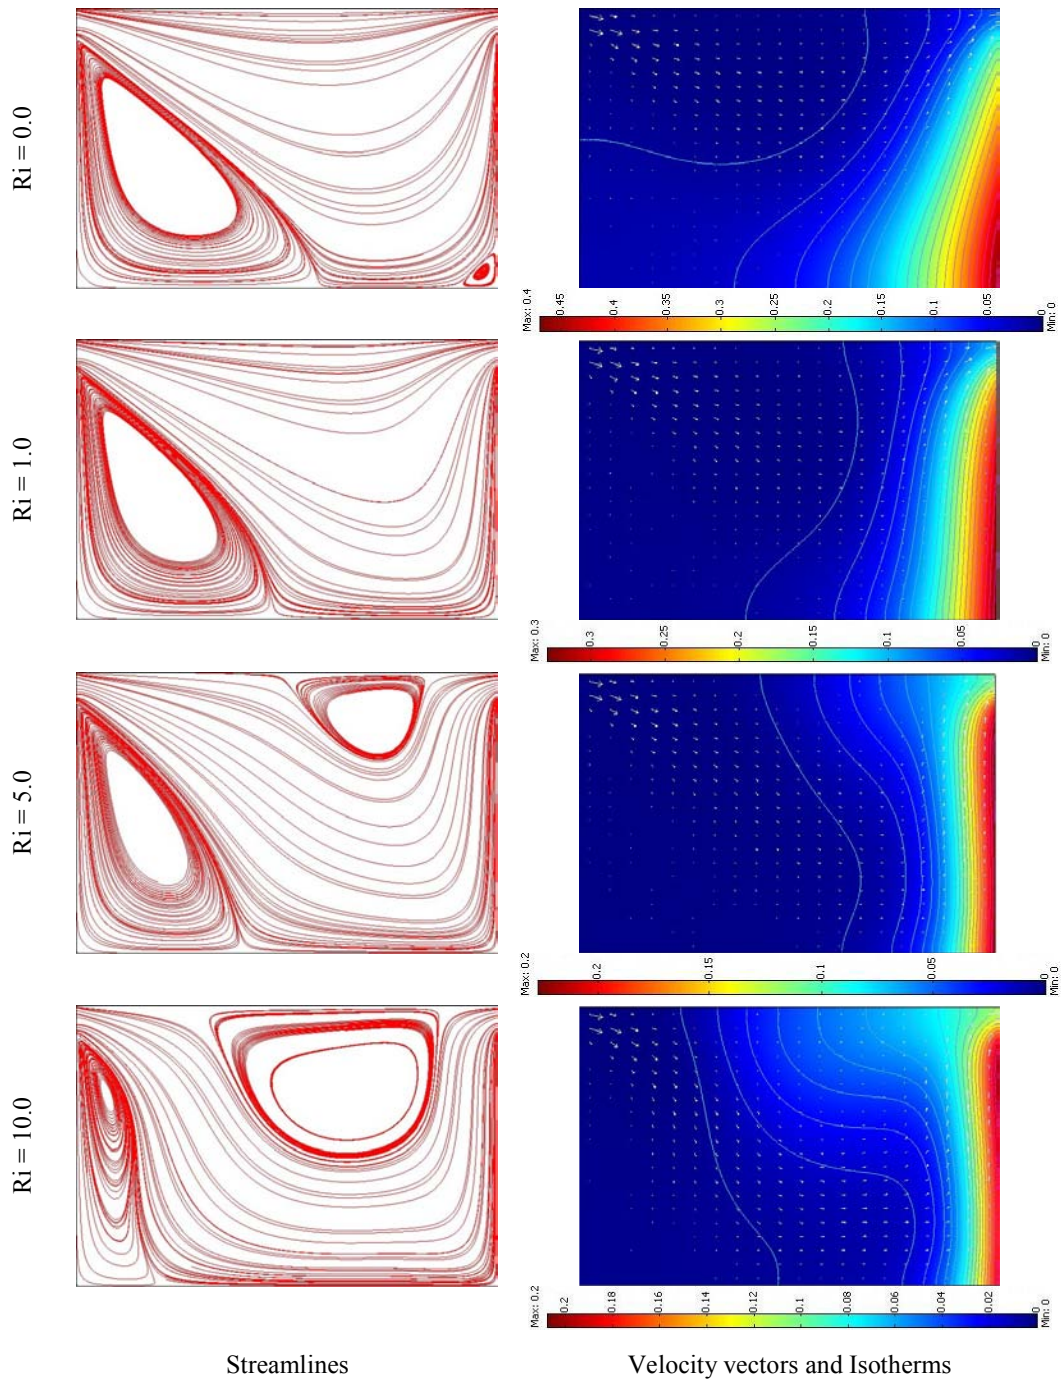 Ri = 0.0
Max: 0.4
0.45
0.4
0.35
0.3
0.25
0.2
0.15
0.1
0.05
0
Min: 0
Ri = 1.0
Max: 0.3
0.3
0.25
0.2
0.15
0.1
0.05
0
Min: 0
Ri = 5.0
Max: 0.2
0.2
0.15
0.1
0.05
0
Min: 0
Ri = 10.0
Max: 0.2
0.2
0.18
0.16
0.14
0.12
0.1
0.08
0.06
0.04
0.02
0
Min: 0
Streamlines
Velocity vectors and Isotherms